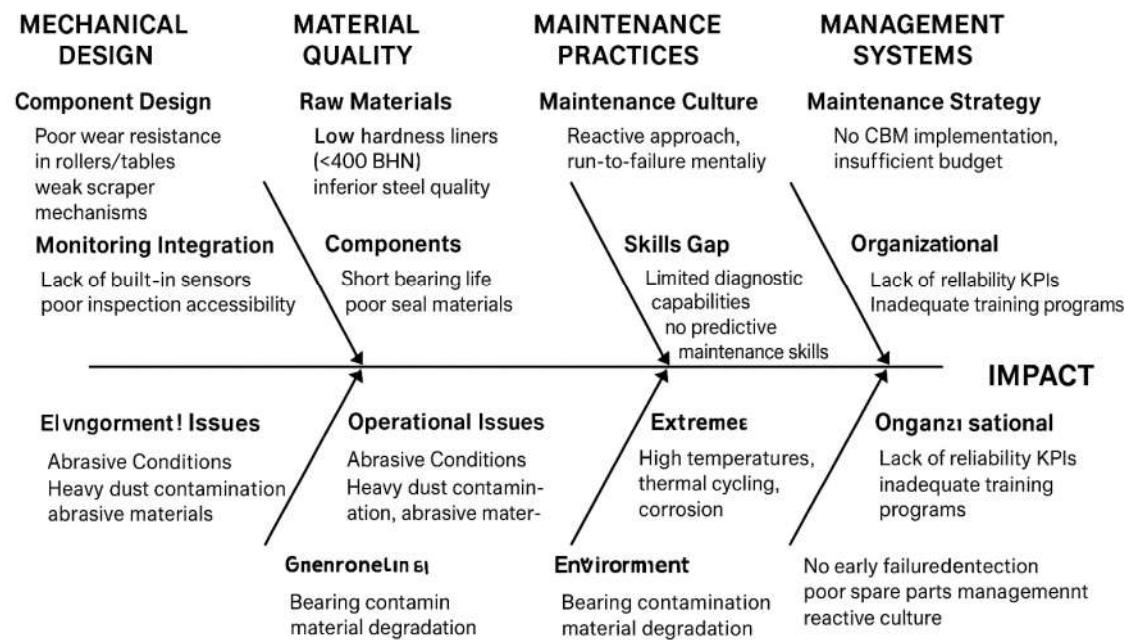 MECHANICAL
DESIGN
MATERIAL
QUALITY
MAINTENANCE
PRACTICES
MANAGEMENT
SYSTEMS
Component Design
Poor wear resistance
in rollers/tables
weak scraper
mechanisms
Raw Materials
Low hardness liners
(<400 BHN)
inferior steel quality
Maintenance Culture
Reactive approach,
run-to-failure mentaliy
Maintenance Strategy
No CBM implementation,
insufficient budget
Monitoring Integration
Lack of built-in sensors
poor inspection accessibility
Components
Short bearing life
poor seal materials
Skills Gap
Limited diagnostic
capabilities
no predictive
maintenance skills
Organizational
Lack of rellability KPIs
Inadequate training programs
IMPACT
Issues
Abrasive Conditions
Heavy dust contamination
abrasive materials
Operational Issues
Abrasive Conditions
Heavy dust contamin-
ation, abrasive mater-
Extremee
High temperatures,
thermal cycling,
corrosion
sational
Lack of reliability KPIs
inadequate training
programs
Bearing contamin
material degradation
Envirorment
Bearing contamination
material degradation
No early failuredentection
poor spare parts managemennt
reactive culture